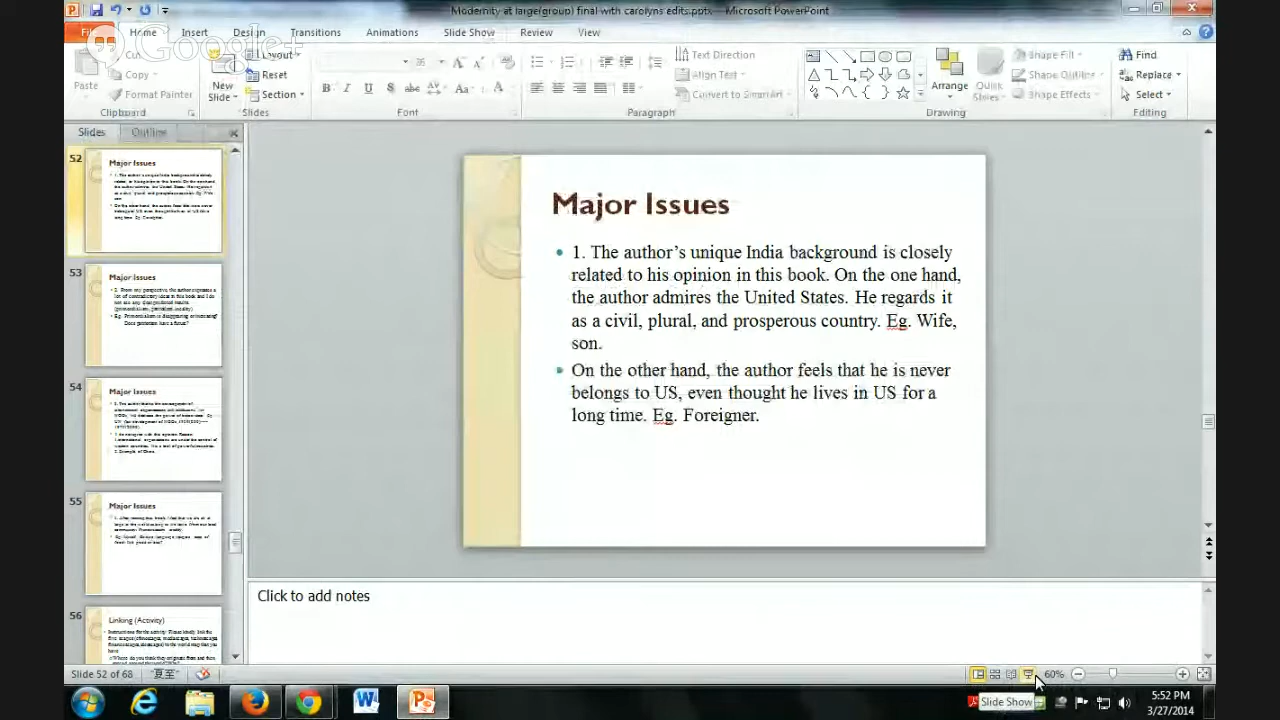 Modernity at large(group) final with carolyns edits.pptx - Microsoft PowerPoint
File Home Insert Design Transitions Animations Slide Show Review View
Google+
Cut
Copy
Format Painter
Paste
Clipboard
New
Slide
Layout
Reset
Section
Slides
Font
Text Direction
Align Text
Convert to SmartArt
Paragraph
Arrange
Quick
Styles
Shape Fill
Shape Outline
Shape Effects
Drawing
Find
Replace
Select
Editing
Slides Outline
52
Major Issues
53
Major Issues
54
Major Issues
55
Major Issues
56
Linking (Activity)
Major Issues
1. The author's unique India background is closely
related to his opinion in this book. On the one hand,
the author admires the United States. He regards it
as a civil, plural, and prosperous country. Eg. Wife,
son.
On the other hand, the author feels that he is never
belongs to US, even thought he lives in US for a
long time. Eg. Foreigner.
Click to add notes
Slide 52 of 68 "夏至"
60%
Slide Show
5:52 PM
3/27/2014